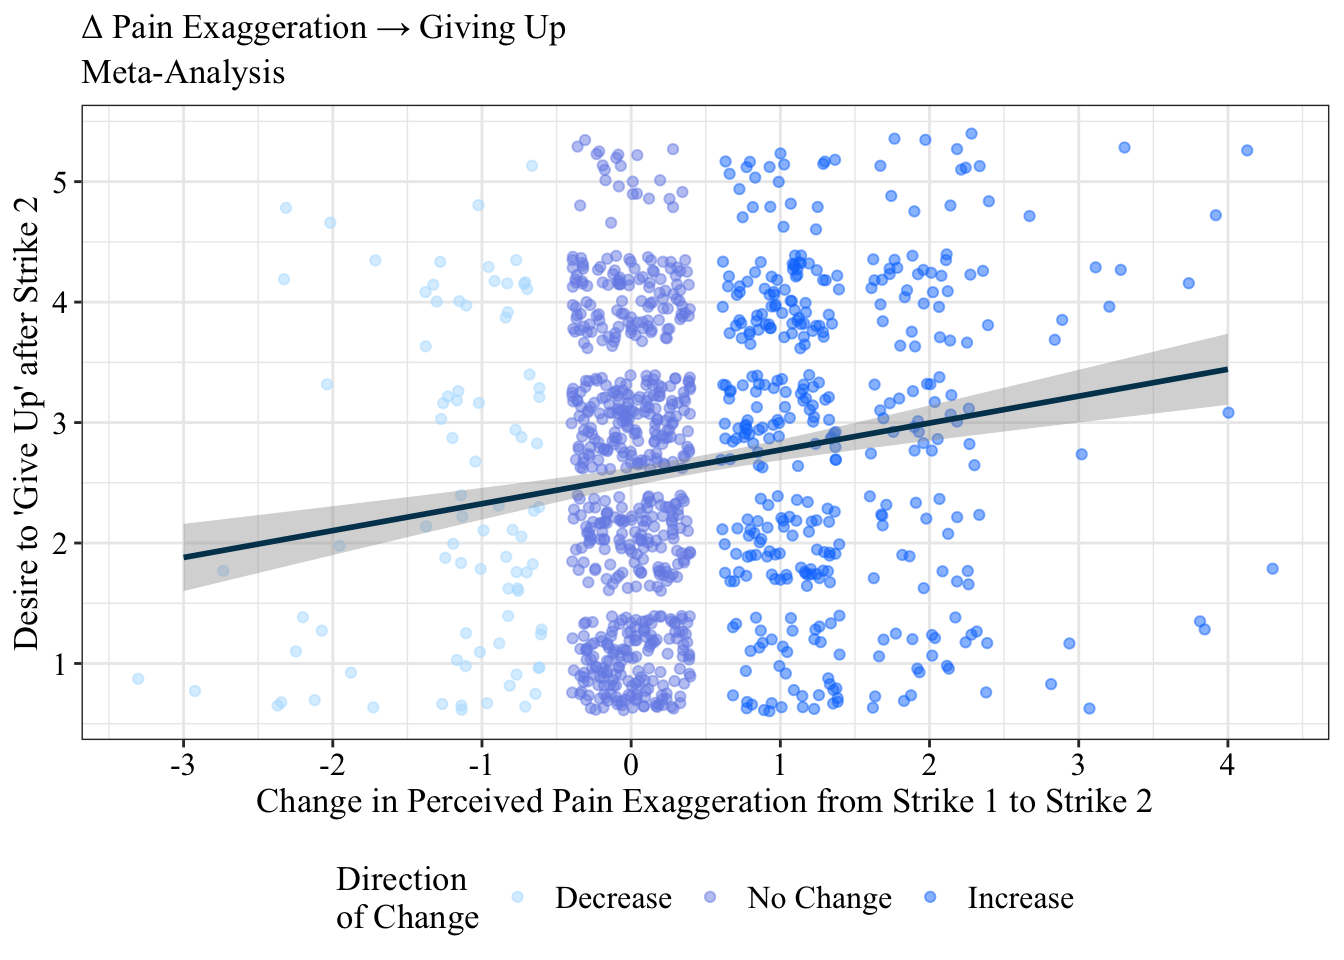 Δ Pain Exaggeration → Giving Up
Meta-Analysis
Desire to 'Give Up' after Strike 2
5
4
3
2
1
-3 -2 -1 0 1 2 3 4
Change in Perceived Pain Exaggeration from Strike 1 to Strike 2
Direction
of Change
Decrease No Change Increase